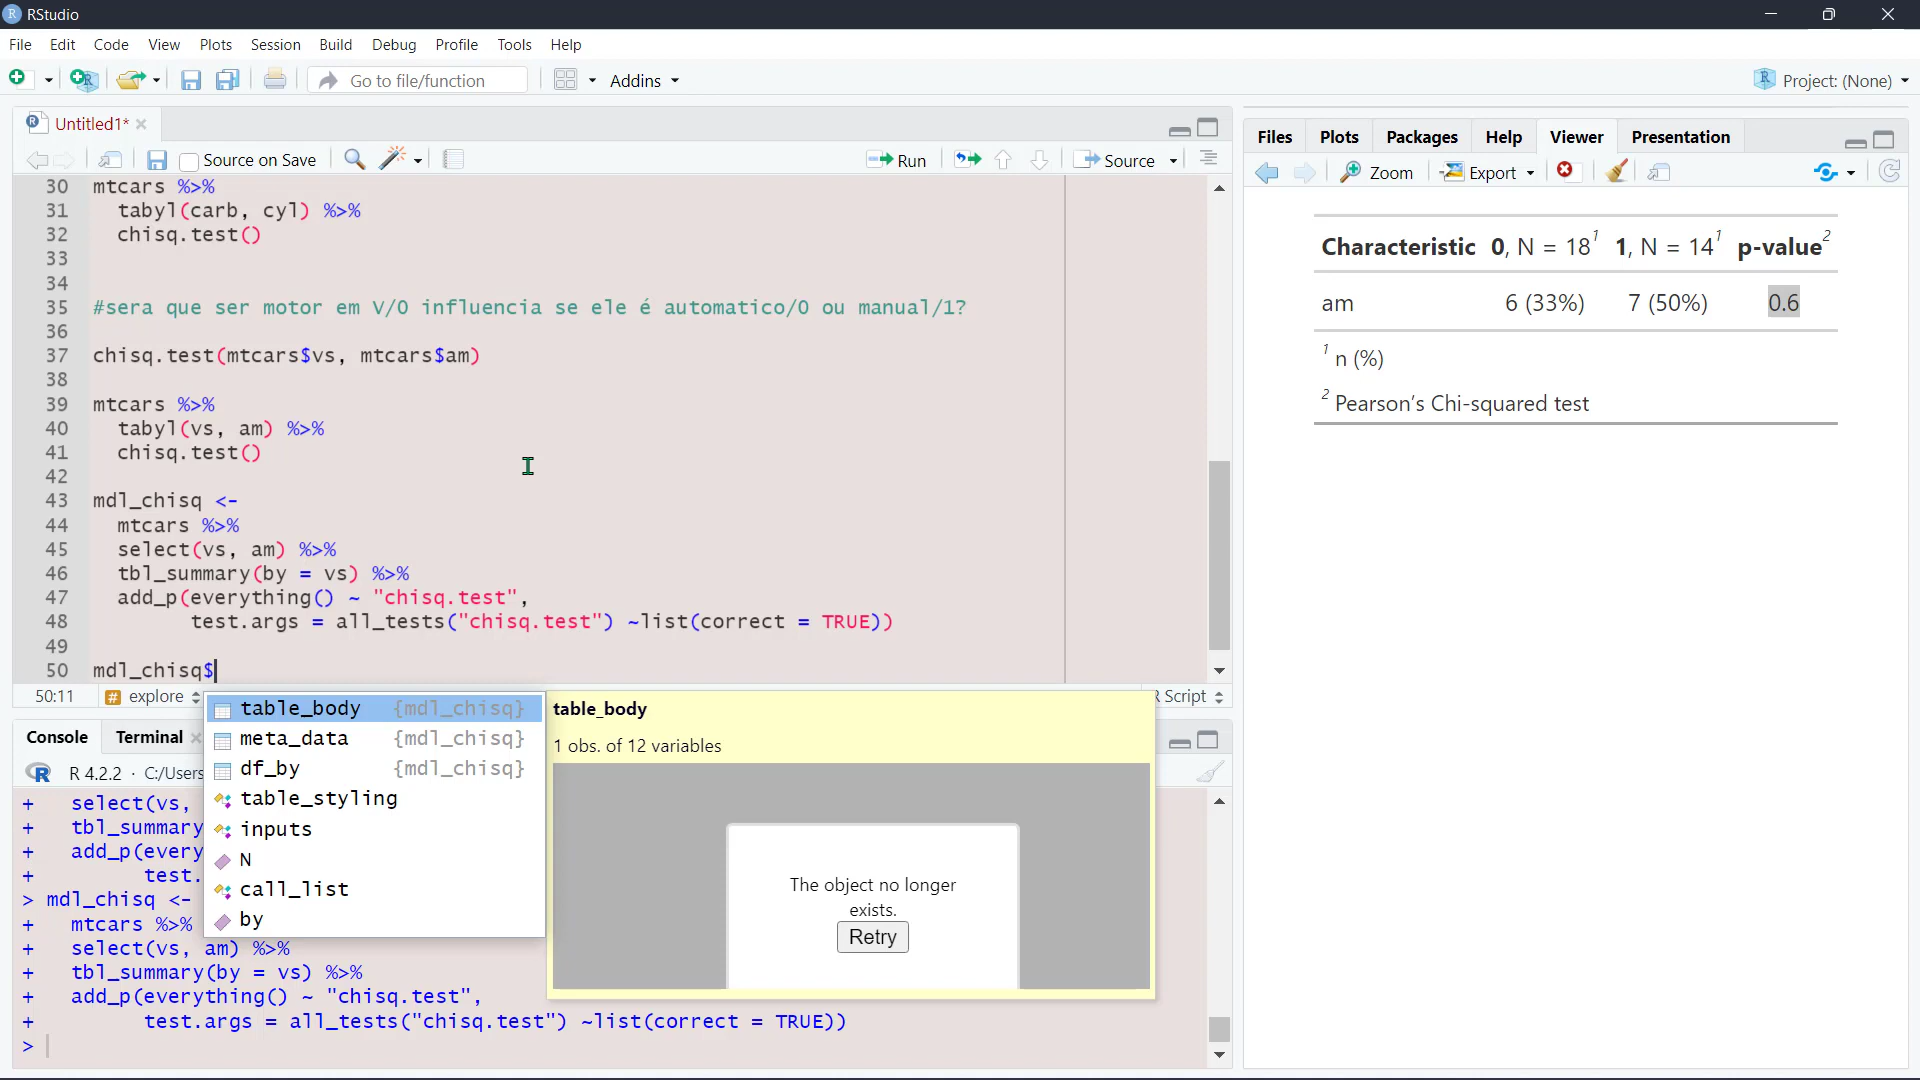 RStudio
File Edit Code View Plots Session Build Debug Profile Tools Help
Go to file/function Addins Project: (None)
Untitled1*
Source on Save Run Source
30 mtcars %>%
31 tabyl(carb, cyl) %>%
32 chisq.test()
33
34
35 #sera que ser motor em V/0 influencia se ele é automatico/0 ou manual/1?
36
37 chisq.test(mtcars$vs, mtcars$am)
38
39 mtcars %>%
40 tabyl(vs, am) %>%
41 chisq.test()
42
43 mdl_chisq <-
44 mtcars %>%
45 select(vs, am) %>%
46 tbl_summary(by = vs) %>%
47 add_p(everything() ~ "chisq.test",
48 test.args = all_tests("chisq.test") ~list(correct = TRUE))
49
50 mdl_chisq$
50:11 # explore R Script
table_body {mdl_chisq}
meta_data {mdl_chisq}
df_by {mdl_chisq}
table_styling
inputs
N
call_list
by
table_body
1 obs. of 12 variables
The object no longer
exists.
Retry
Console Terminal
R 4.2.2 · C:/Users
+ select(vs,
+ tbl_summary
+ add_p(every
+ test.
> mdl_chisq <-
+ mtcars %>%
+ select(vs, am) %>%
+ tbl_summary(by = vs) %>%
+ add_p(everything() ~ "chisq.test",
+ test.args = all_tests("chisq.test") ~list(correct = TRUE))
>
Files Plots Packages Help Viewer Presentation
Zoom Export
Characteristic 0, N = 18¹ 1, N = 14¹ p-value²
am 6 (33%) 7 (50%) 0.6
¹ n (%)
² Pearson's Chi-squared test